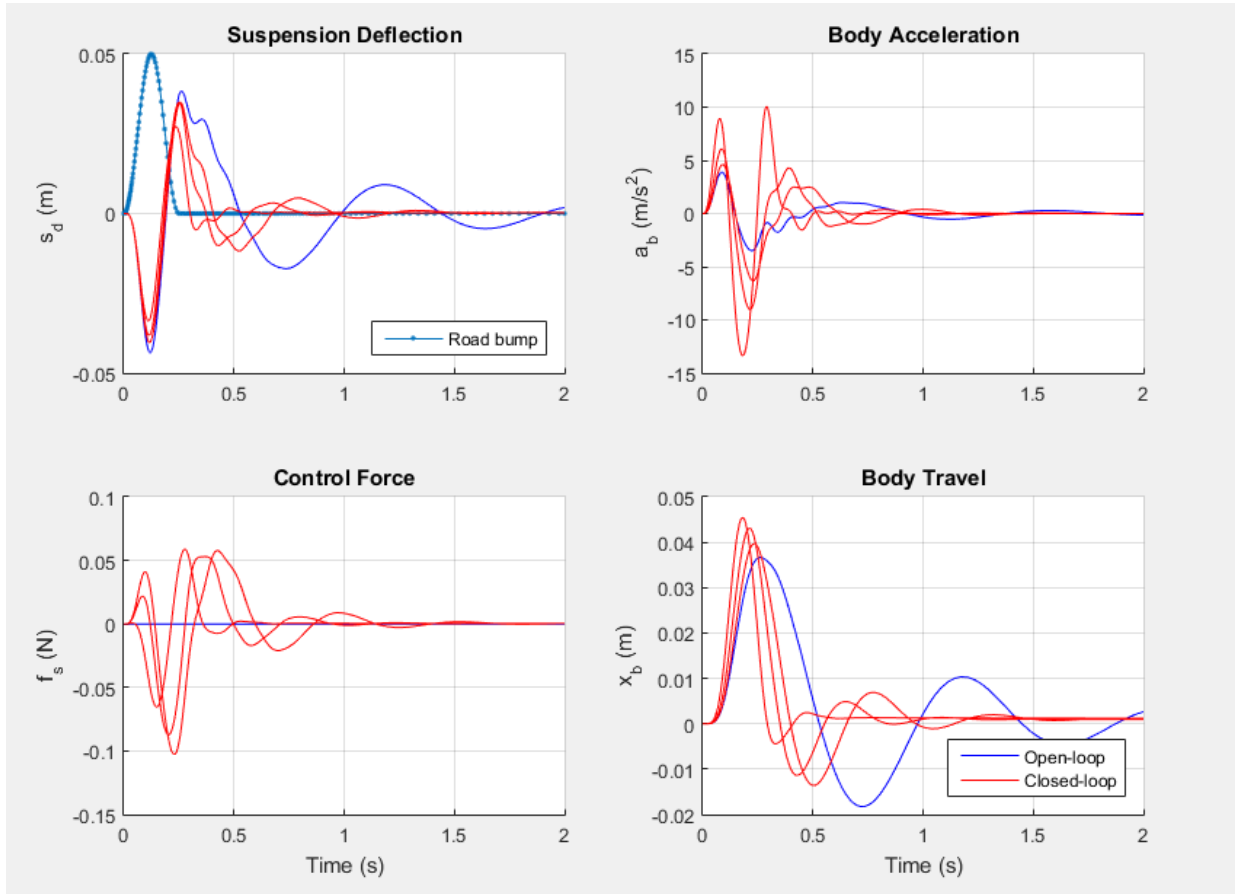 Suspension Deflection
0.05
0
-0.05
s_d (m)
0 0.5 1 1.5 2
Road bump
Body Acceleration
15
10
5
0
-5
-10
-15
a_b (m/s²)
0 0.5 1 1.5 2
Control Force
0.1
0.05
0
-0.05
-0.1
-0.15
f_s (N)
0 0.5 1 1.5 2
Time (s)
Body Travel
0.05
0.04
0.03
0.02
0.01
0
-0.01
-0.02
x_b (m)
0 0.5 1 1.5 2
Time (s)
Open-loop
Closed-loop